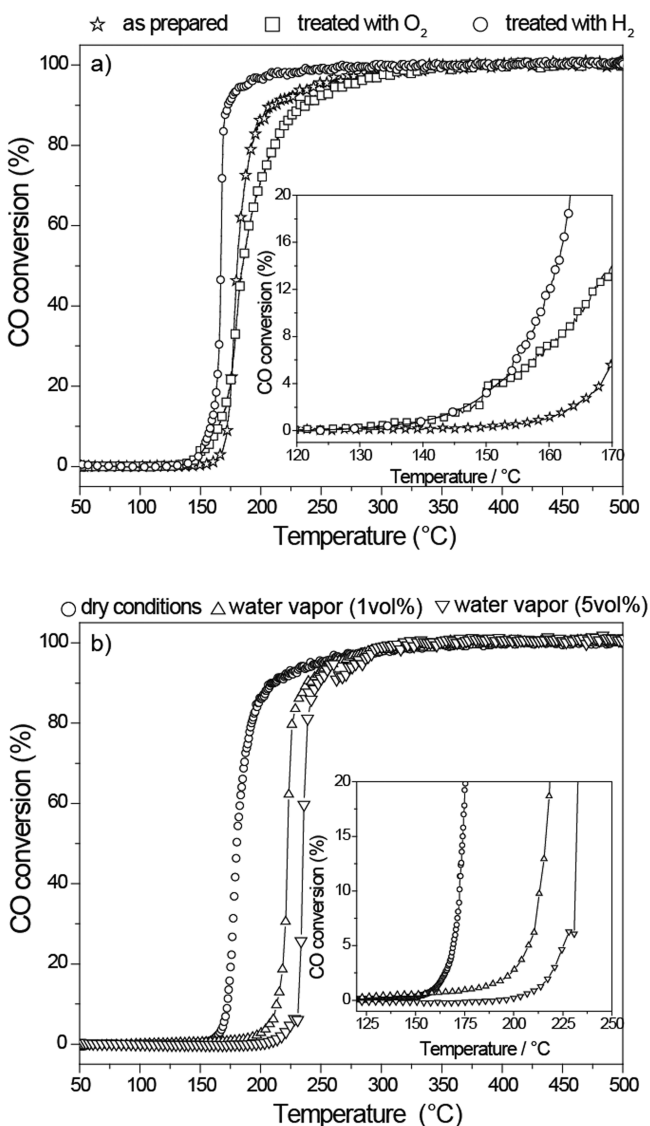 ☆ as prepared □ treated with O₂ ○ treated with H₂
a)
100
80
60
40
20
0
CO conversion (%)
50 100 150 200 250 300 350 400 450 500
Temperature (°C)
20
16
12
8
4
0
CO conversion (%)
120 130 140 150 160 170
Temperature / °C
○ dry conditions △ water vapor (1vol%) ▽ water vapor (5vol%)
b)
100
80
60
40
20
0
CO conversion (%)
50 100 150 200 250 300 350 400 450 500
Temperature (°C)
20
15
10
5
0
CO conversion (%)
125 150 175 200 225 250
Temperature / °C